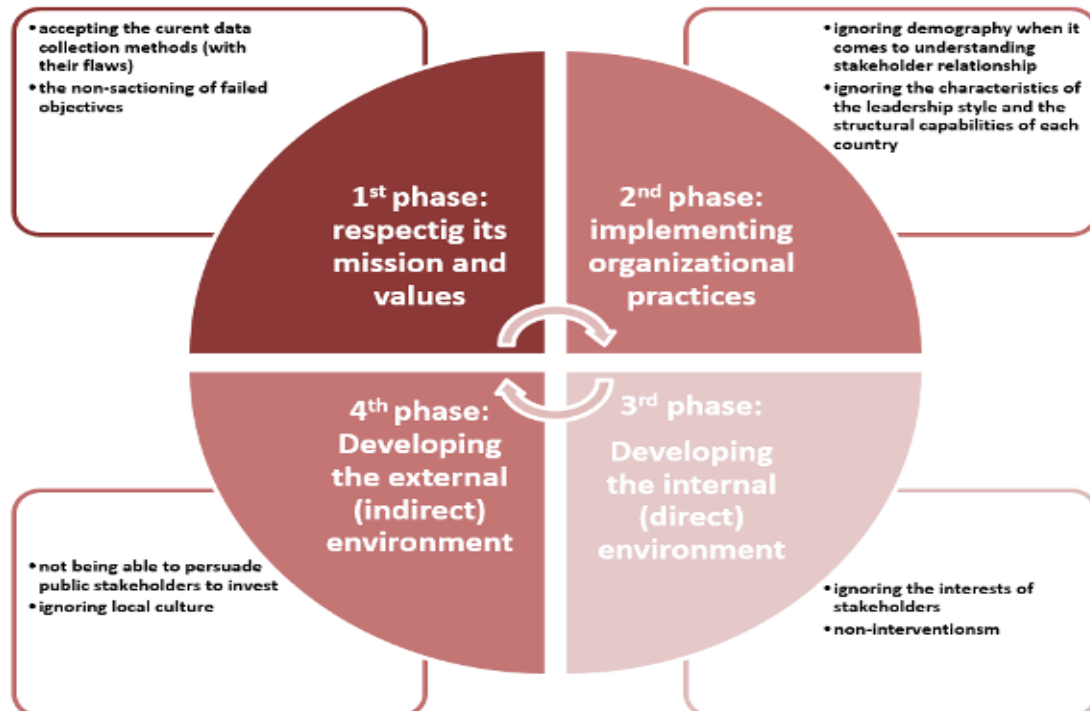 •accepting the curent data
collection methods (with
their flaws)
•the non-sactioning of failed
objectives
•ignoring demography when it
comes to understanding
stakeholder relationship
•ignoring the characteristics of
the leadership style and the
structural capabilities of each
country
1st phase:
respectig its
mission and
values
2nd phase:
implementing
organizational
practices
4th phase:
Developing
the external
(indirect)
environment
3rd phase:
Developing
the internal
(direct)
environment
•not being able to persuade
public stakeholders to invest
•ignoring local culture
•ignoring the interests of
stakeholders
•non-interventionsm